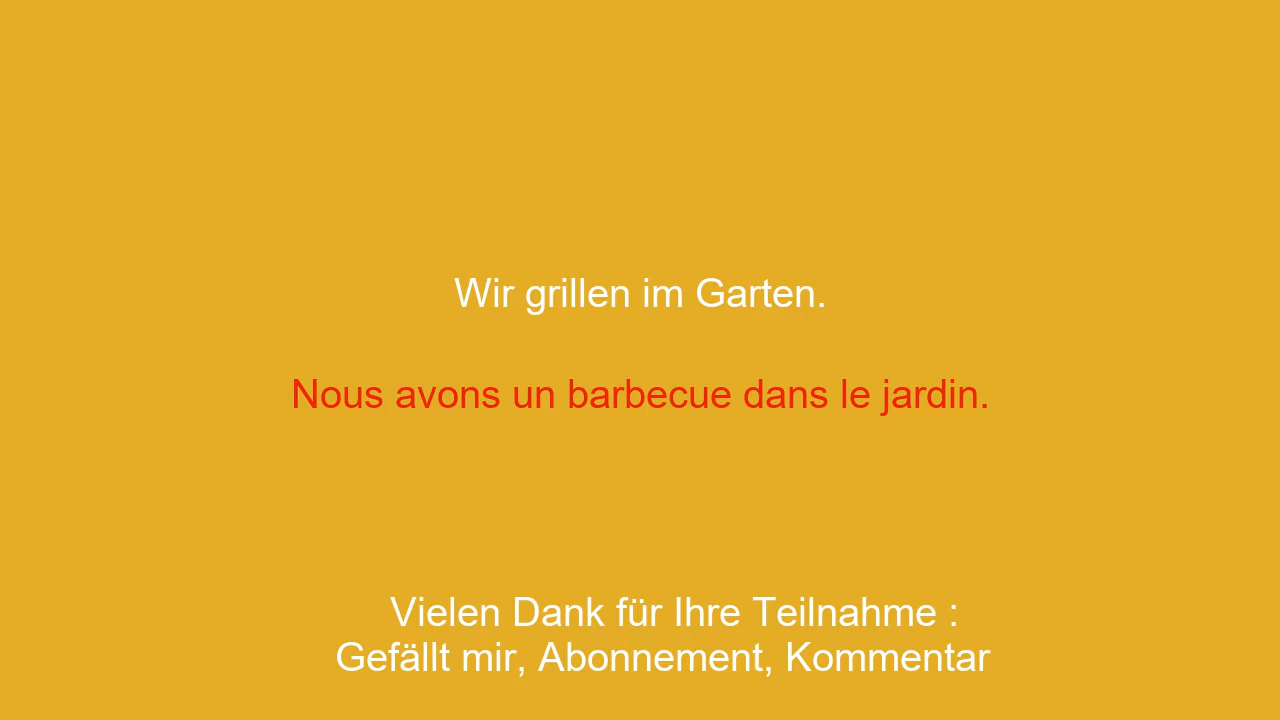 Wir grillen im Garten.
Nous avons un barbecue dans le jardin.
Vielen Dank für Ihre Teilnahme :
Gefällt mir, Abonnement, Kommentar